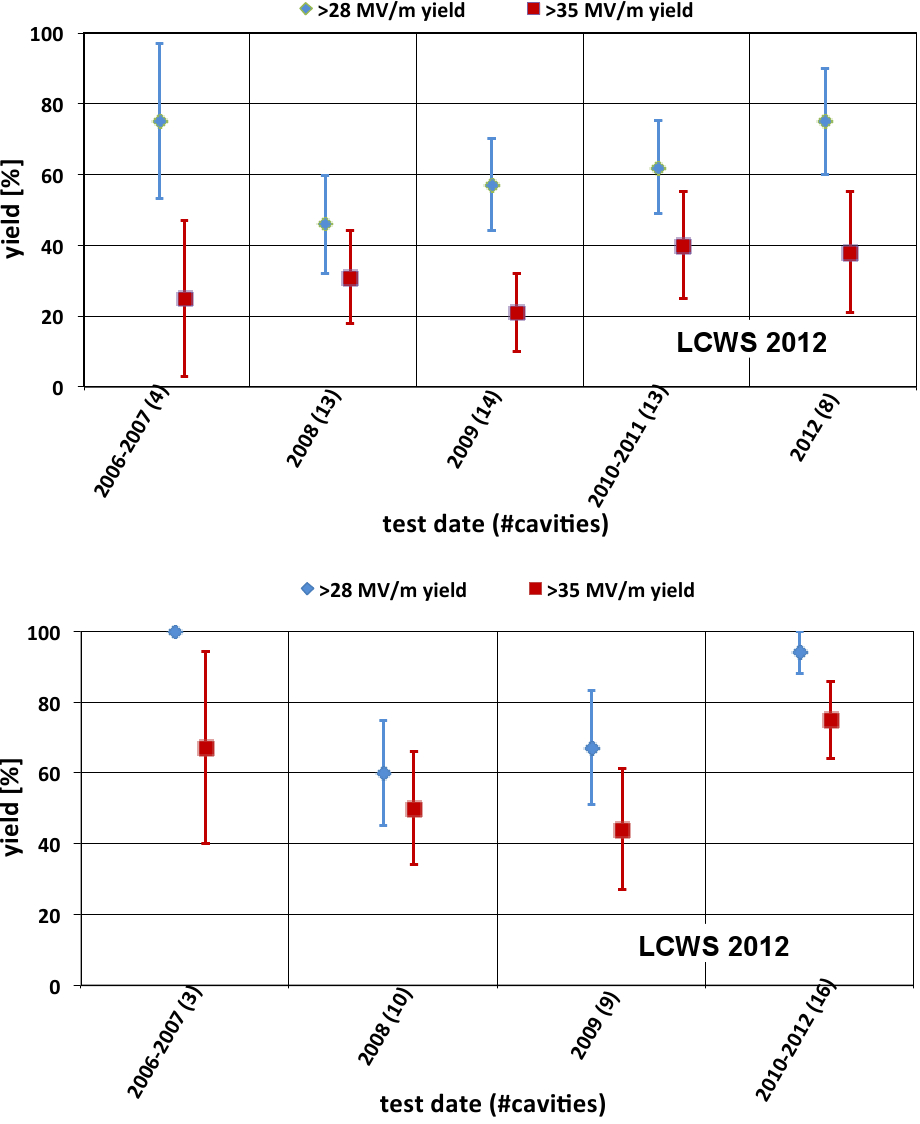 >28 MV/m yield >35 MV/m yield
100
80
60
40
20
0
yield [%]
LCWS 2012
2006-2007 (4)
2008 (13)
2009 (14)
2010-2011 (13)
2012 (8)
test date (#cavities)
>28 MV/m yield >35 MV/m yield
100
80
60
40
20
0
yield [%]
LCWS 2012
2006-2007 (3)
2008 (10)
2009 (9)
2010-2012 (16)
test date (#cavities)